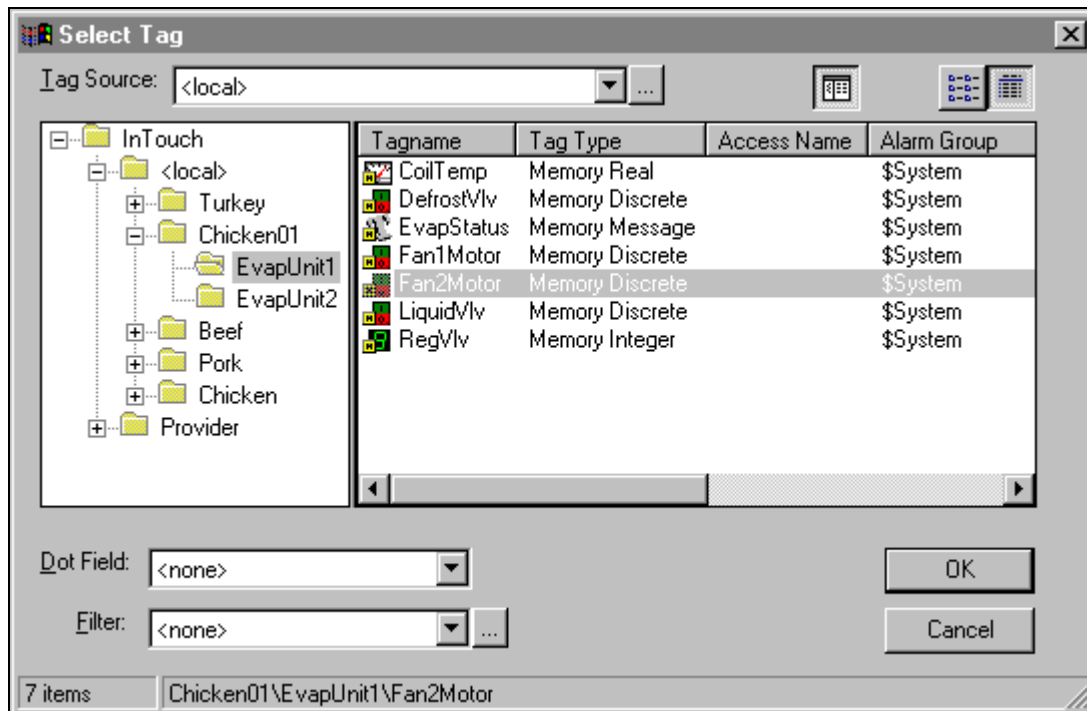 Select Tag
Tag Source: <local> ...
InTouch
<local>
Turkey
Chicken01
EvapUnit1
EvapUnit2
Beef
Pork
Chicken
Provider
Tagname Tag Type Access Name Alarm Group
CoilTemp Memory Real $System
DefrostVlv Memory Discrete $System
EvapStatus Memory Message $System
Fan1Motor Memory Discrete $System
Fan2Motor Memory Discrete $System
LiquidVlv Memory Discrete $System
RegVlv Memory Integer $System
Dot Field: <none>
OK
Filter: <none> ...
Cancel
7 items Chicken01\EvapUnit1\Fan2Motor